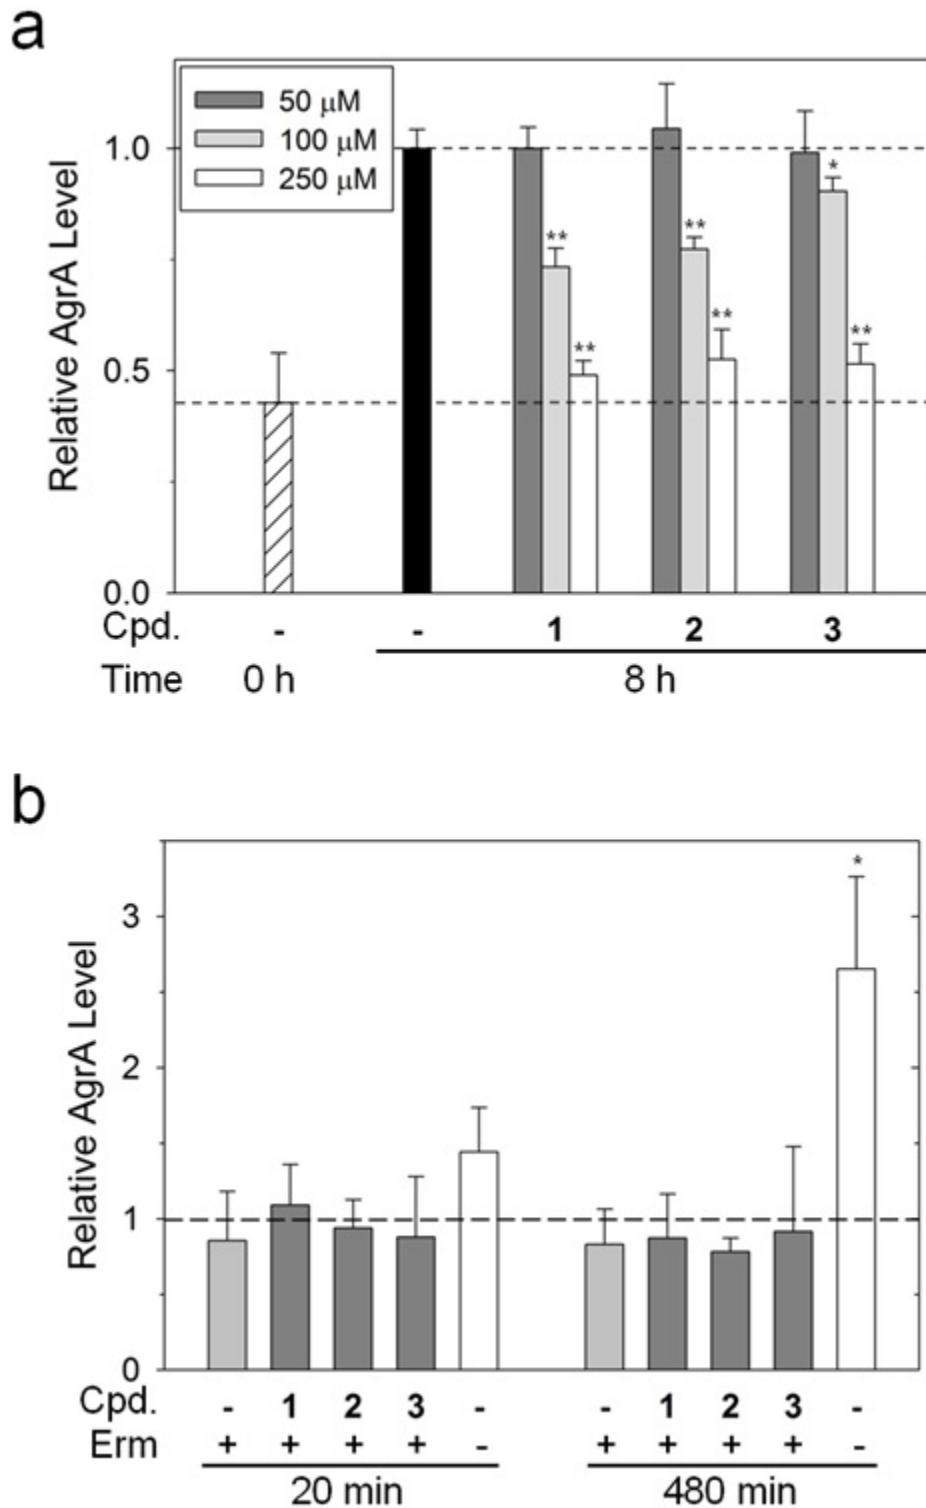 a
50 μM
100 μM
250 μM
Relative AgrA Level
1.0
0.5
0.0
*
** ** **
** ** **
Cpd. - - 1 2 3
Time 0 h 8 h
b
Relative AgrA Level
3
2
1
0
*
Cpd. - 1 2 3 - - 1 2 3 -
Erm + + + + - + + + + -
20 min 480 min